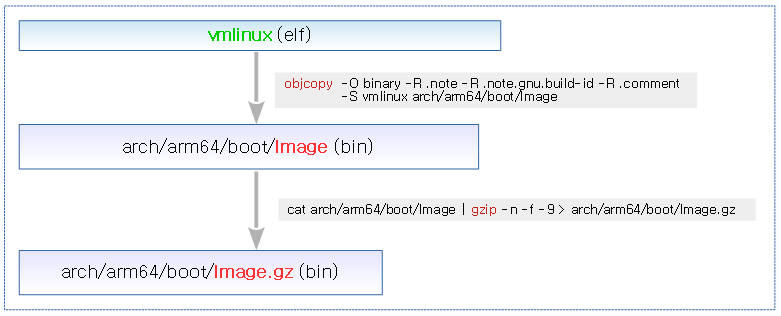 vmlinux (elf)
objcopy -O binary -R .note -R .note.gnu.build-id -R .comment
-S vmlinux arch/arm64/boot/Image
arch/arm64/boot/Image (bin)
cat arch/arm64/boot/Image | gzip -n -f -9 > arch/arm64/boot/Image.gz
arch/arm64/boot/Image.gz (bin)